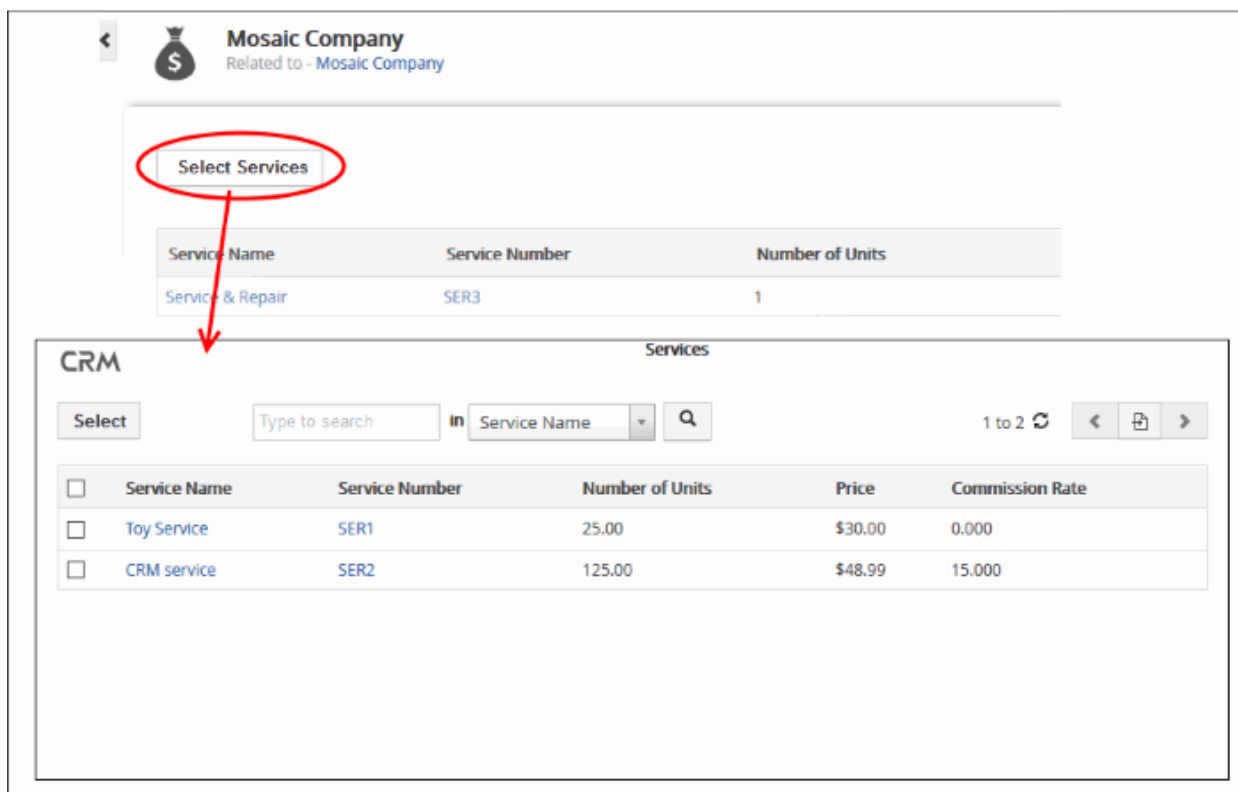 Mosaic Company
Related to - Mosaic Company
Select Services
Service Name Service Number Number of Units
Service & Repair SER3 1
Services
CRM
Select Type to search in Service Name 1 to 2
Service Name Service Number Number of Units Price Commission Rate
Toy Service SER1 25.00 $30.00 0.000
CRM service SER2 125.00 $48.99 15.000